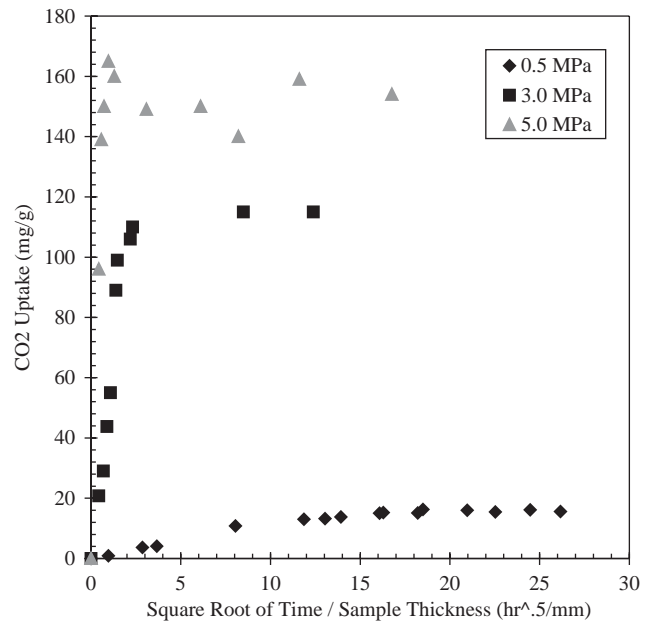 180
160
140
120
100
80
60
40
20
0
CO2 Uptake (mg/g)
0.5 MPa
3.0 MPa
5.0 MPa
0 5 10 15 20 25 30
Square Root of Time / Sample Thickness (hr^.5/mm)